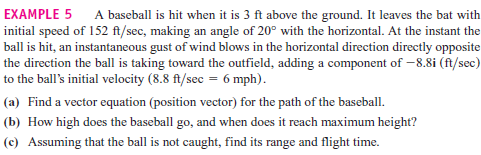 EXAMPLE 5 A baseball is hit when it is 3 ft above the ground. It leaves the bat with
initial speed of 152 ft/sec, making an angle of 20° with the horizontal. At the instant the
ball is hit, an instantaneous gust of wind blows in the horizontal direction directly opposite
the direction the ball is taking toward the outfield, adding a component of −8.8i (ft/sec)
to the ball's initial velocity (8.8 ft/sec = 6 mph).
(a) Find a vector equation (position vector) for the path of the baseball.
(b) How high does the baseball go, and when does it reach maximum height?
(c) Assuming that the ball is not caught, find its range and flight time.